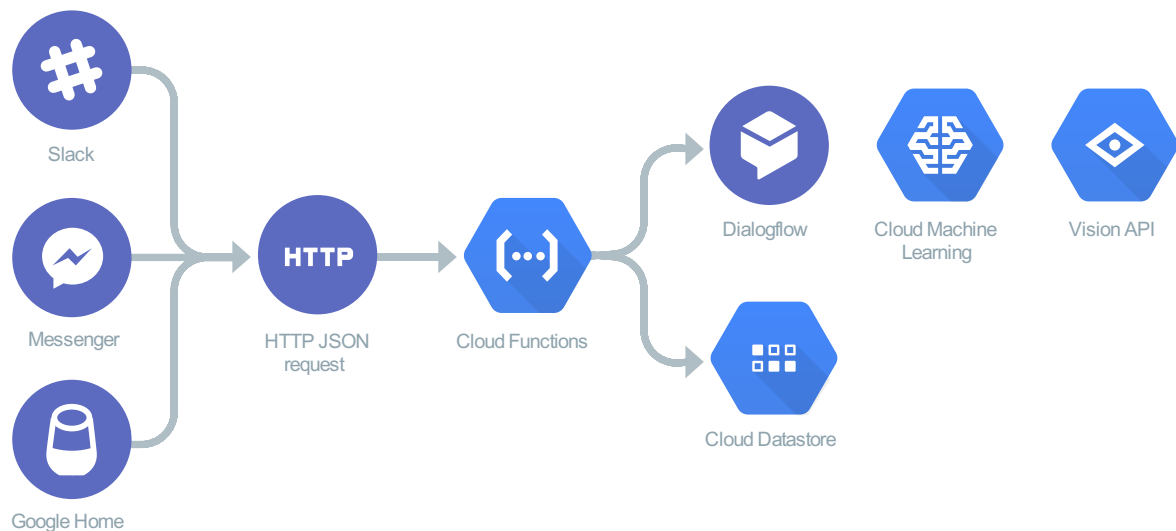 Slack
Messenger
Google Home
HTTP
HTTP JSON
request
Cloud Functions
Dialogflow
Cloud Machine
Learning
Vision API
Cloud Datastore